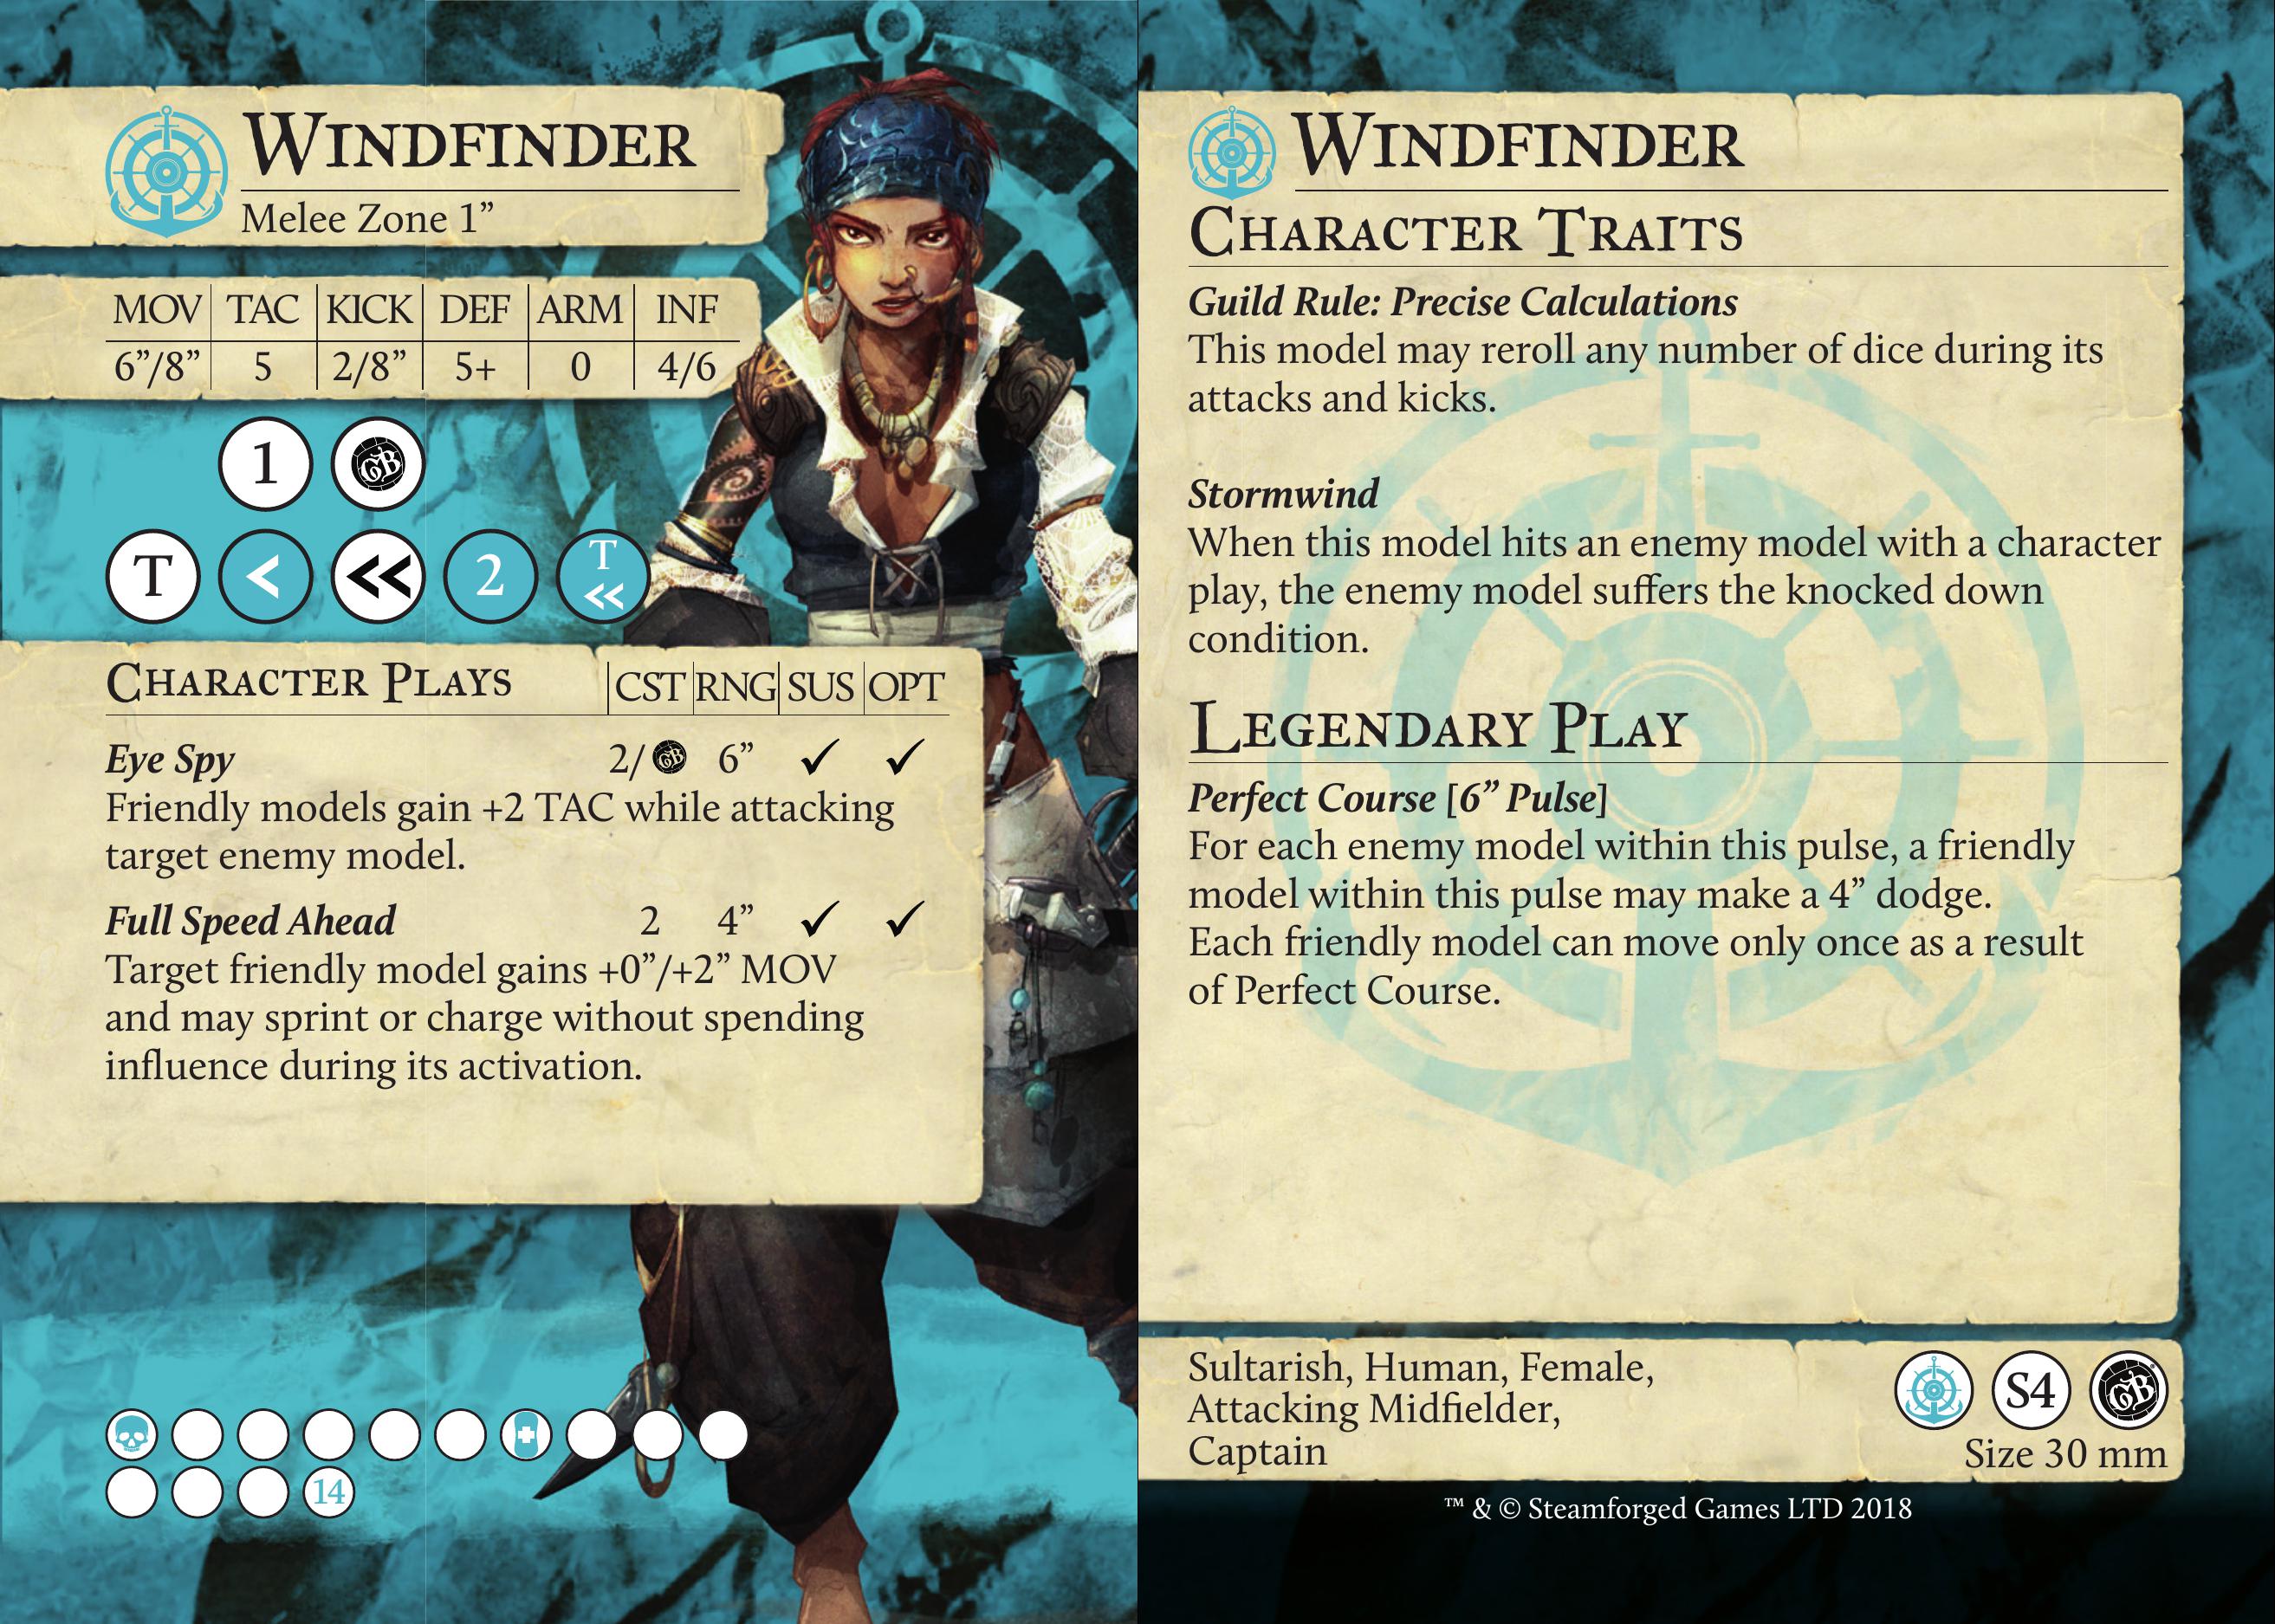 WINDFINDER
Melee Zone 1”
MOV TAC KICK DEF ARM INF
6”/8” 5 2/8” 5+ 0 4/6
1 GB
T < << 2 T <<
CHARACTER PLAYS CST RNG SUS OPT
Eye Spy 2/GB 6” ✓ ✓
Friendly models gain +2 TAC while attacking
target enemy model.
Full Speed Ahead 2 4” ✓ ✓
Target friendly model gains +0”/+2” MOV
and may sprint or charge without spending
influence during its activation.
14
WINDFINDER
CHARACTER TRAITS
Guild Rule: Precise Calculations
This model may reroll any number of dice during its
attacks and kicks.
Stormwind
When this model hits an enemy model with a character
play, the enemy model suffers the knocked down
condition.
LEGENDARY PLAY
Perfect Course [6” Pulse]
For each enemy model within this pulse, a friendly
model within this pulse may make a 4” dodge.
Each friendly model can move only once as a result
of Perfect Course.
Sultarish, Human, Female,
Attacking Midfielder,
Captain
S4 GB
Size 30 mm
™ & © Steamforged Games LTD 2018